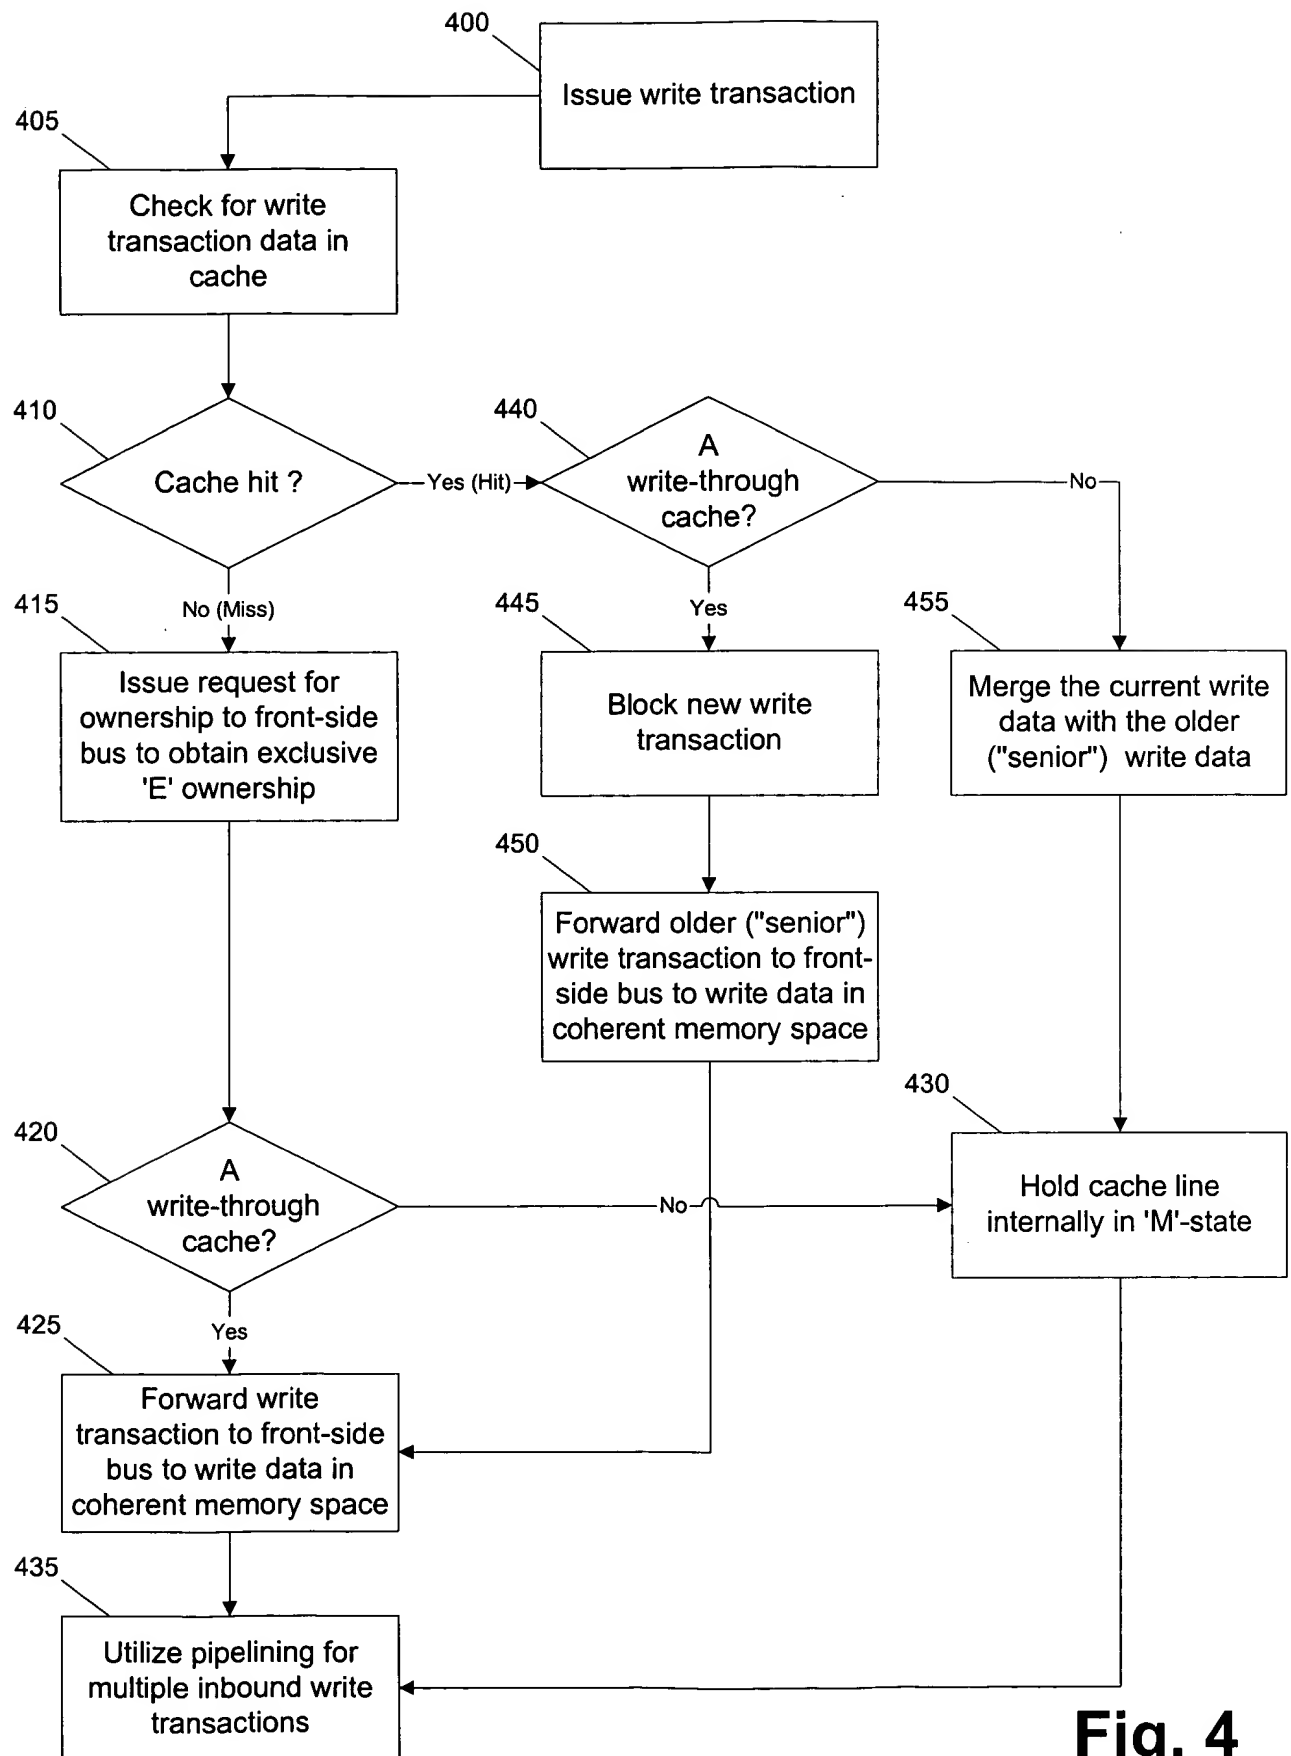 400
Issue write transaction
405
Check for write
transaction data in
cache
410
Cache hit ?
Yes (Hit)
440
A
write-through
cache?
No
No (Miss)
Yes
415
Issue request for
ownership to front-side
bus to obtain exclusive
'E' ownership
445
Block new write
transaction
455
Merge the current write
data with the older
("senior") write data
450
Forward older ("senior")
write transaction to front-
side bus to write data in
coherent memory space
420
A
write-through
cache?
No
430
Hold cache line
internally in 'M'-state
Yes
425
Forward write
transaction to front-side
bus to write data in
coherent memory space
435
Utilize pipelining for
multiple inbound write
transactions
Fig. 4